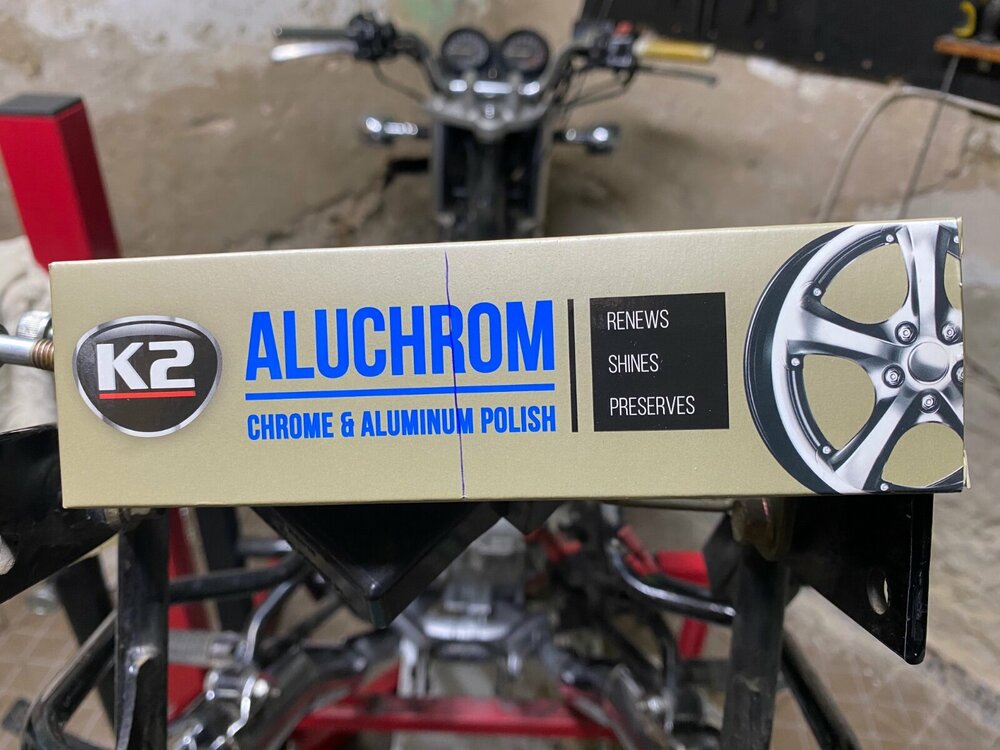 K2
ALUCHROM
CHROME & ALUMINUM POLISH
RENEWS
SHINES
PRESERVES